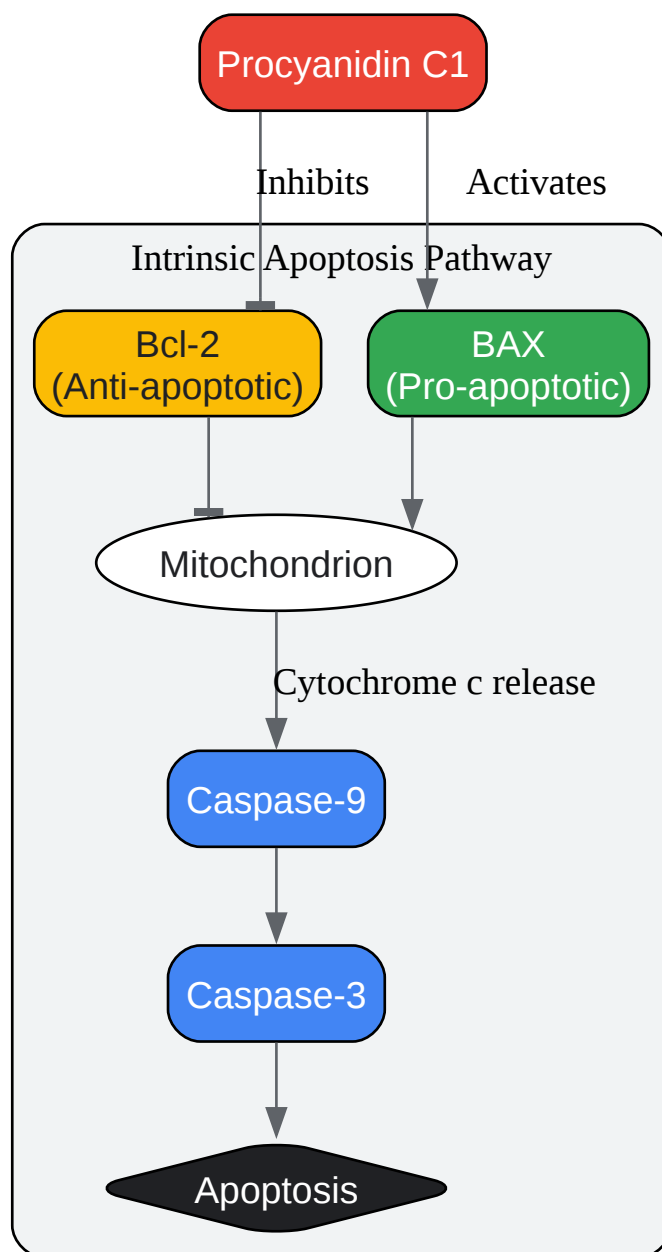 Procyanidin C1
Inhibits
Activates
Intrinsic Apoptosis Pathway
Bcl-2
(Anti-apoptotic)
BAX
(Pro-apoptotic)
Mitochondrion
Cytochrome c release
Caspase-9
Caspase-3
Apoptosis